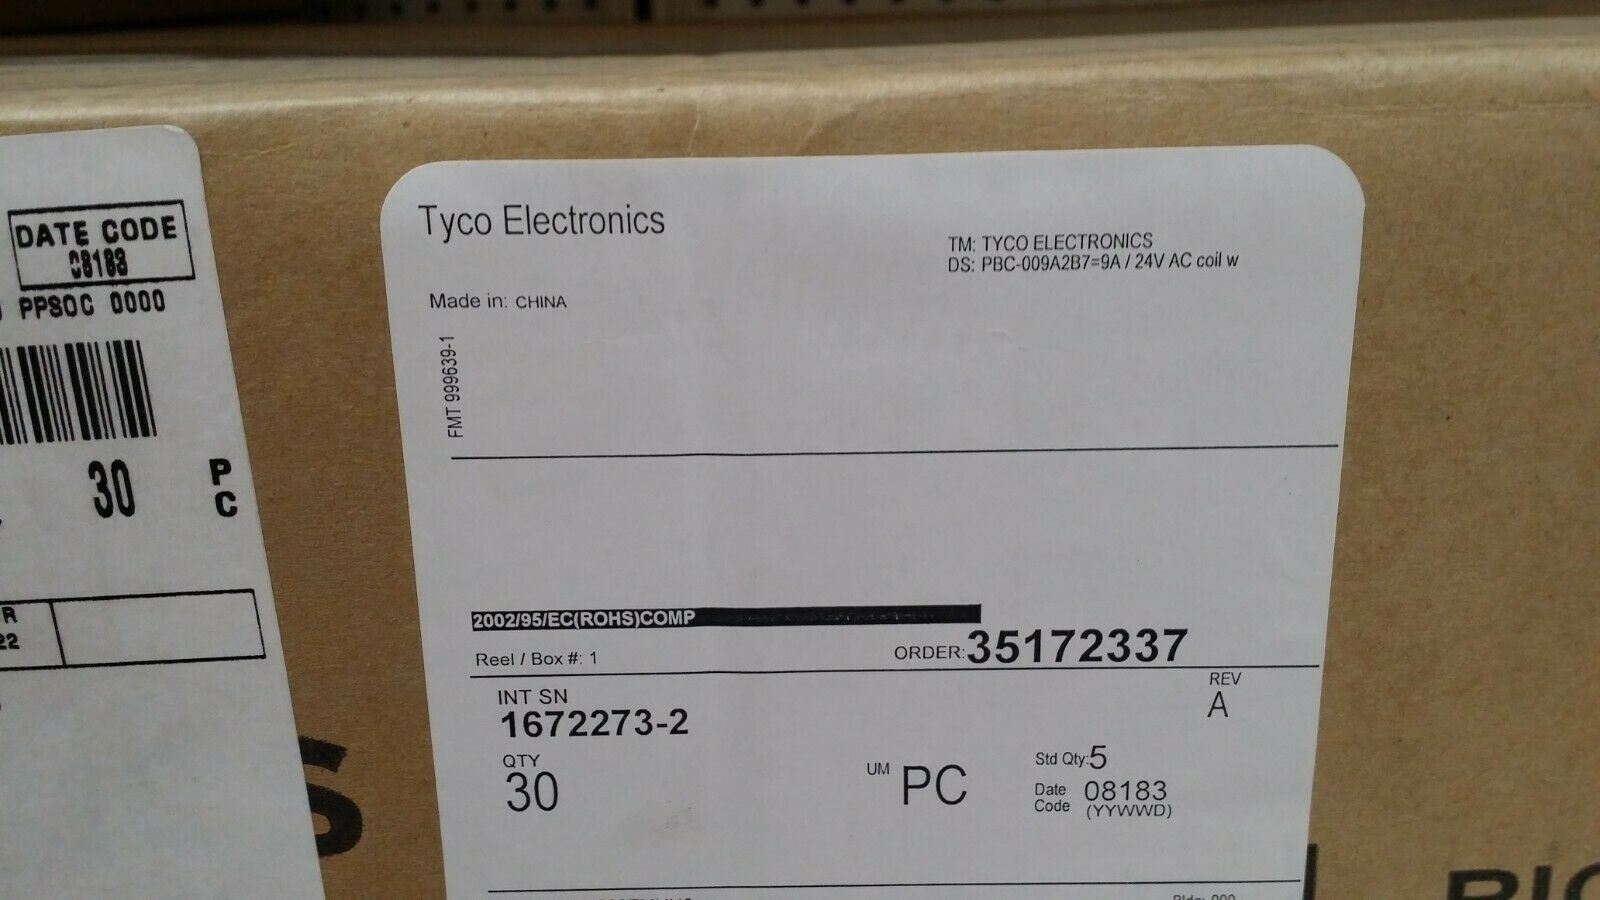 DATE CODE
08183
PPSOC 0000
30
P
C
R
22
Tyco Electronics
TM: TYCO ELECTRONICS
DS: PBC-009A2B7=9A / 24V AC coil w
Made in: CHINA
FMT 999639-1
2002/95/EC(ROHS)COMP
Reel / Box #: 1
ORDER:35172337
INT SN
1672273-2
REV
A
QTY
30
UM PC
Std Qty:5
Date Code 08183
(YYWWD)
S